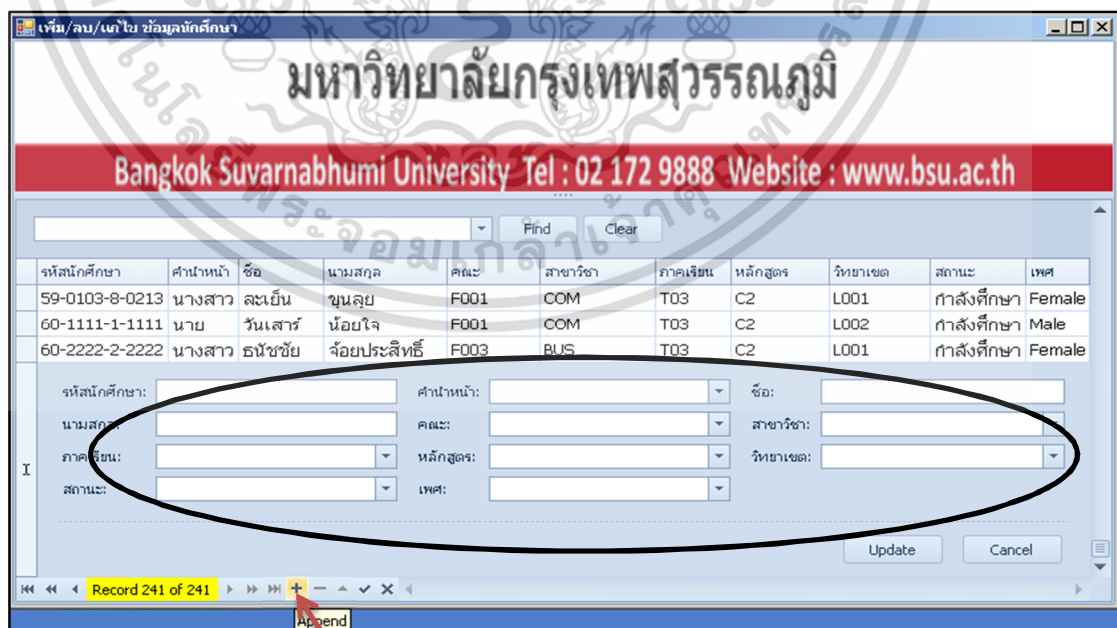 เพิ่ม/ลบ/แก้ไข ข้อมูลนักศึกษา
มหาวิทยาลัยกรุงเทพสุวรรณภูมิ
Bangkok Suvarnabhumi University Tel : 02 172 9888 Website : www.bsu.ac.th
Find Clear
รหัสนักศึกษา คำนำหน้า ชื่อ นามสกุล คณะ สาขาวิชา ภาคเรียน หลักสูตร วิทยาเขต สถานะ เพศ
59-0103-8-0213 นางสาว ละเย็น ขุนลุย F001 COM T03 C2 L001 กำลังศึกษา Female
60-1111-1-1111 นาย วันเสาร์ น้อยใจ F001 COM T03 C2 L002 กำลังศึกษา Male
60-2222-2-2222 นางสาว ธนัชชัย จ้อยประสิทธิ์ F003 BUS T03 C2 L001 กำลังศึกษา Female
รหัสนักศึกษา: คำนำหน้า: ชื่อ:
นามสกุล: คณะ: สาขาวิชา:
ภาคเรียน: หลักสูตร: วิทยาเขต:
สถานะ: เพศ:
Update Cancel
Record 241 of 241
Append